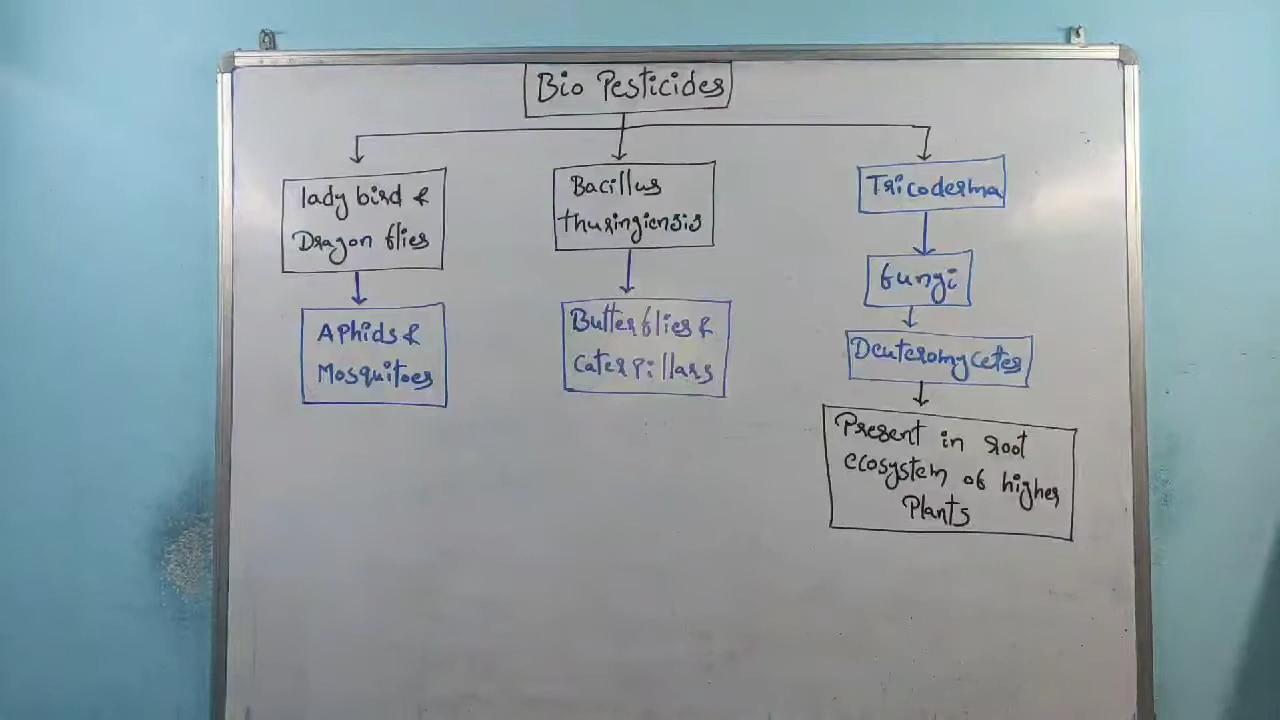 Bio Pesticides
lady bird &
Dragon flies
Aphids &
Mosquitoes
Bacillus
thuringiensis
Butterflies &
Caterpillars
Tricoderma
fungi
Deuteromycetes
Present in root
ecosystem of higher
Plants